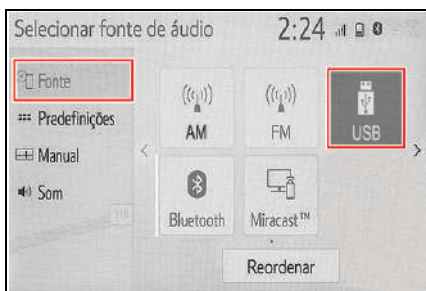 Selecionar fonte de áudio 2:24
Fonte
Predefinições
Manual
Som
AM
FM
USB
Bluetooth
Miracast™
Reordenar